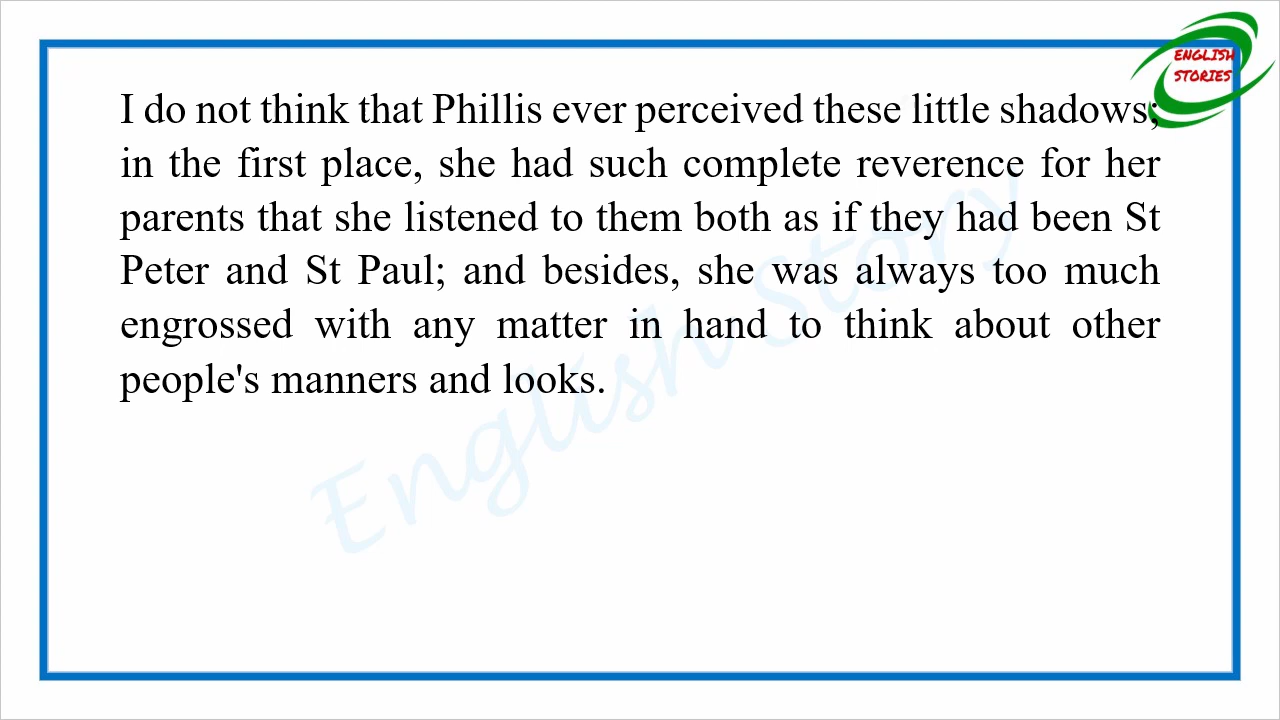 ENGLISH
STORIES
I do not think that Phillis ever perceived these little shadows;
in the first place, she had such complete reverence for her
parents that she listened to them both as if they had been St
Peter and St Paul; and besides, she was always too much
engrossed with any matter in hand to think about other
people's manners and looks.
English Story